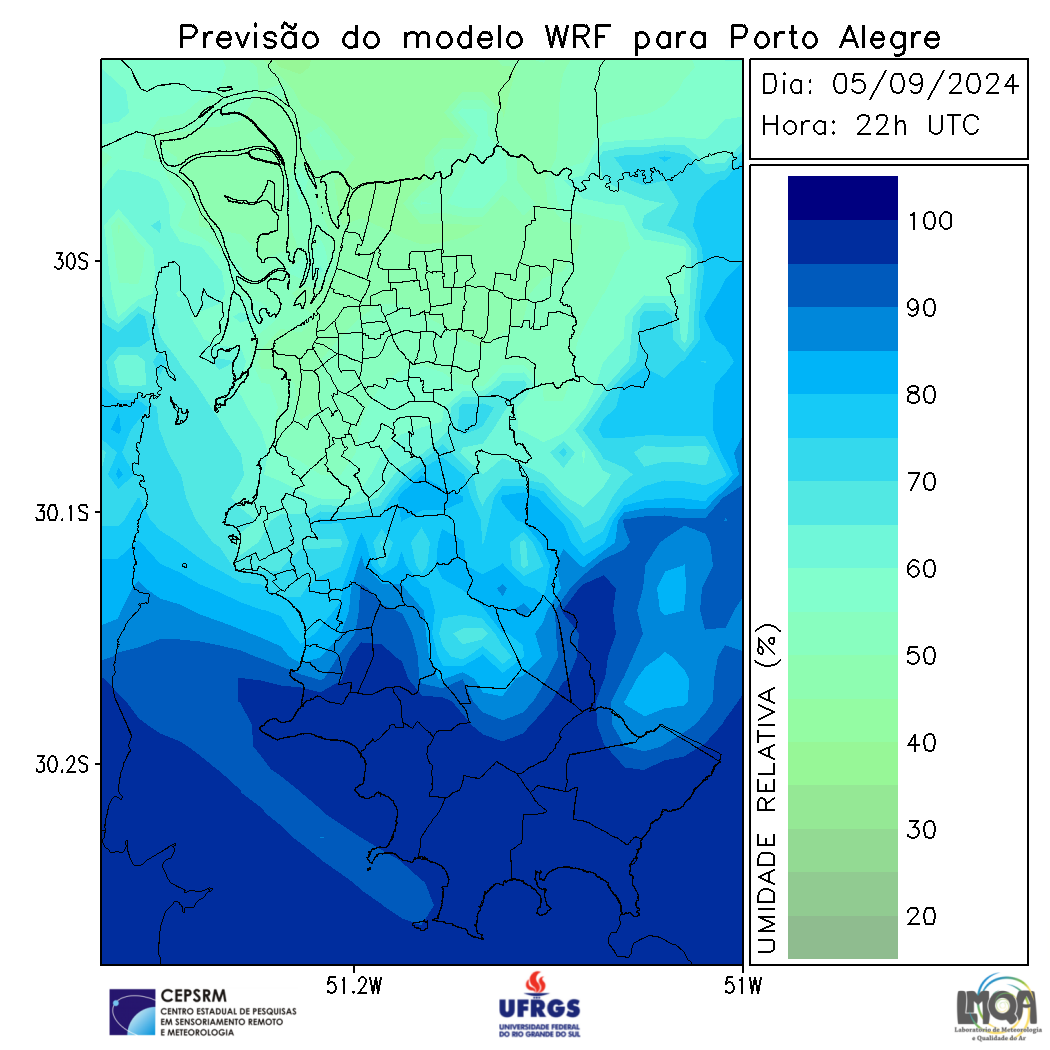 Previsão do modelo WRF para Porto Alegre
Dia: 05/09/2024
Hora: 22h UTC
30S
30.1S
30.2S
51.2W
51W
UMIDADE RELATIVA (%)
100
90
80
70
60
50
40
30
20
CEPSRM
CENTRO ESTADUAL DE PESQUISAS
EM SENSORIAMENTO REMOTO
E METEOROLOGIA
UFRGS
UNIVERSIDADE FEDERAL
DO RIO GRANDE DO SUL
LMQA
Laboratório de Meteorologia
e Qualidade do Ar